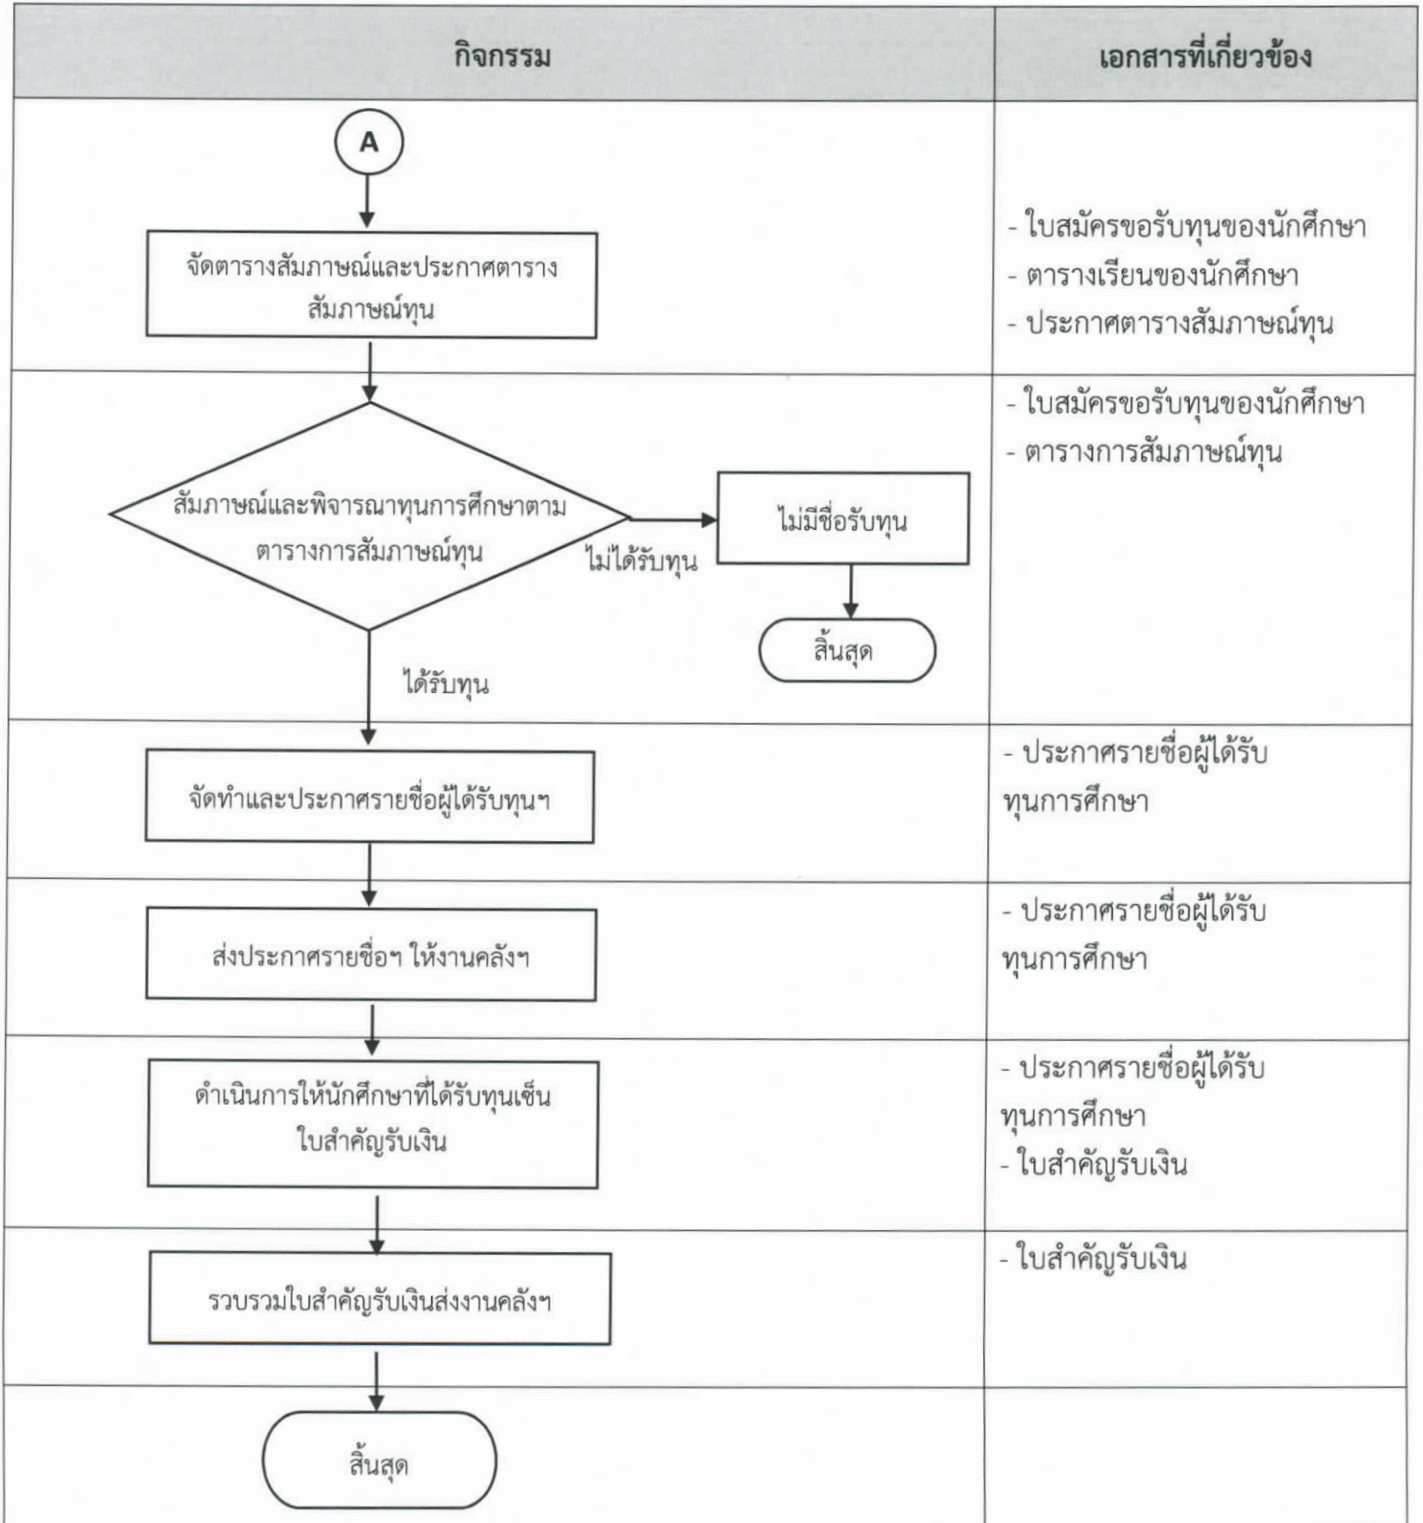 กิจกรรม
เอกสารที่เกี่ยวข้อง
A
จัดตารางสัมภาษณ์และประกาศตาราง
สัมภาษณ์ทุน
- ใบสมัครขอรับทุนของนักศึกษา
- ตารางเรียนของนักศึกษา
- ประกาศตารางสัมภาษณ์ทุน
สัมภาษณ์และพิจารณาทุนการศึกษาตาม
ตารางการสัมภาษณ์ทุน
ไม่ได้รับทุน
ไม่มีชื่อรับทุน
สิ้นสุด
ได้รับทุน
- ใบสมัครขอรับทุนของนักศึกษา
- ตารางการสัมภาษณ์ทุน
จัดทำและประกาศรายชื่อผู้ได้รับทุนฯ
- ประกาศรายชื่อผู้ได้รับ
ทุนการศึกษา
ส่งประกาศรายชื่อฯ ให้งานคลังฯ
- ประกาศรายชื่อผู้ได้รับ
ทุนการศึกษา
ดำเนินการให้นักศึกษาที่ได้รับทุนเซ็น
ใบสำคัญรับเงิน
- ประกาศรายชื่อผู้ได้รับ
ทุนการศึกษา
- ใบสำคัญรับเงิน
รวบรวมใบสำคัญรับเงินส่งงานคลังฯ
- ใบสำคัญรับเงิน
สิ้นสุด